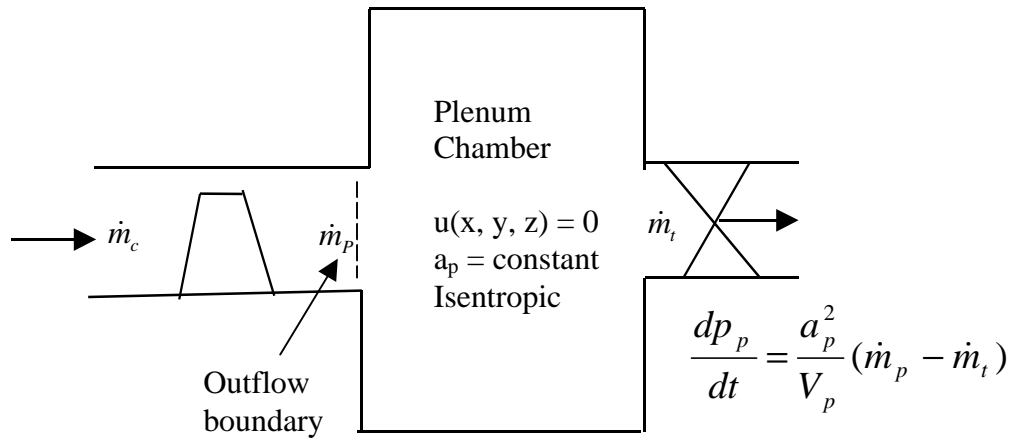 Plenum
Chamber
ṁ_c
ṁ_P
u(x, y, z) = 0
ṁ_t
a_p = constant
Isentropic
dp_p/dt = a_p^2/V_p (ṁ_p − ṁ_t)
Outflow
boundary